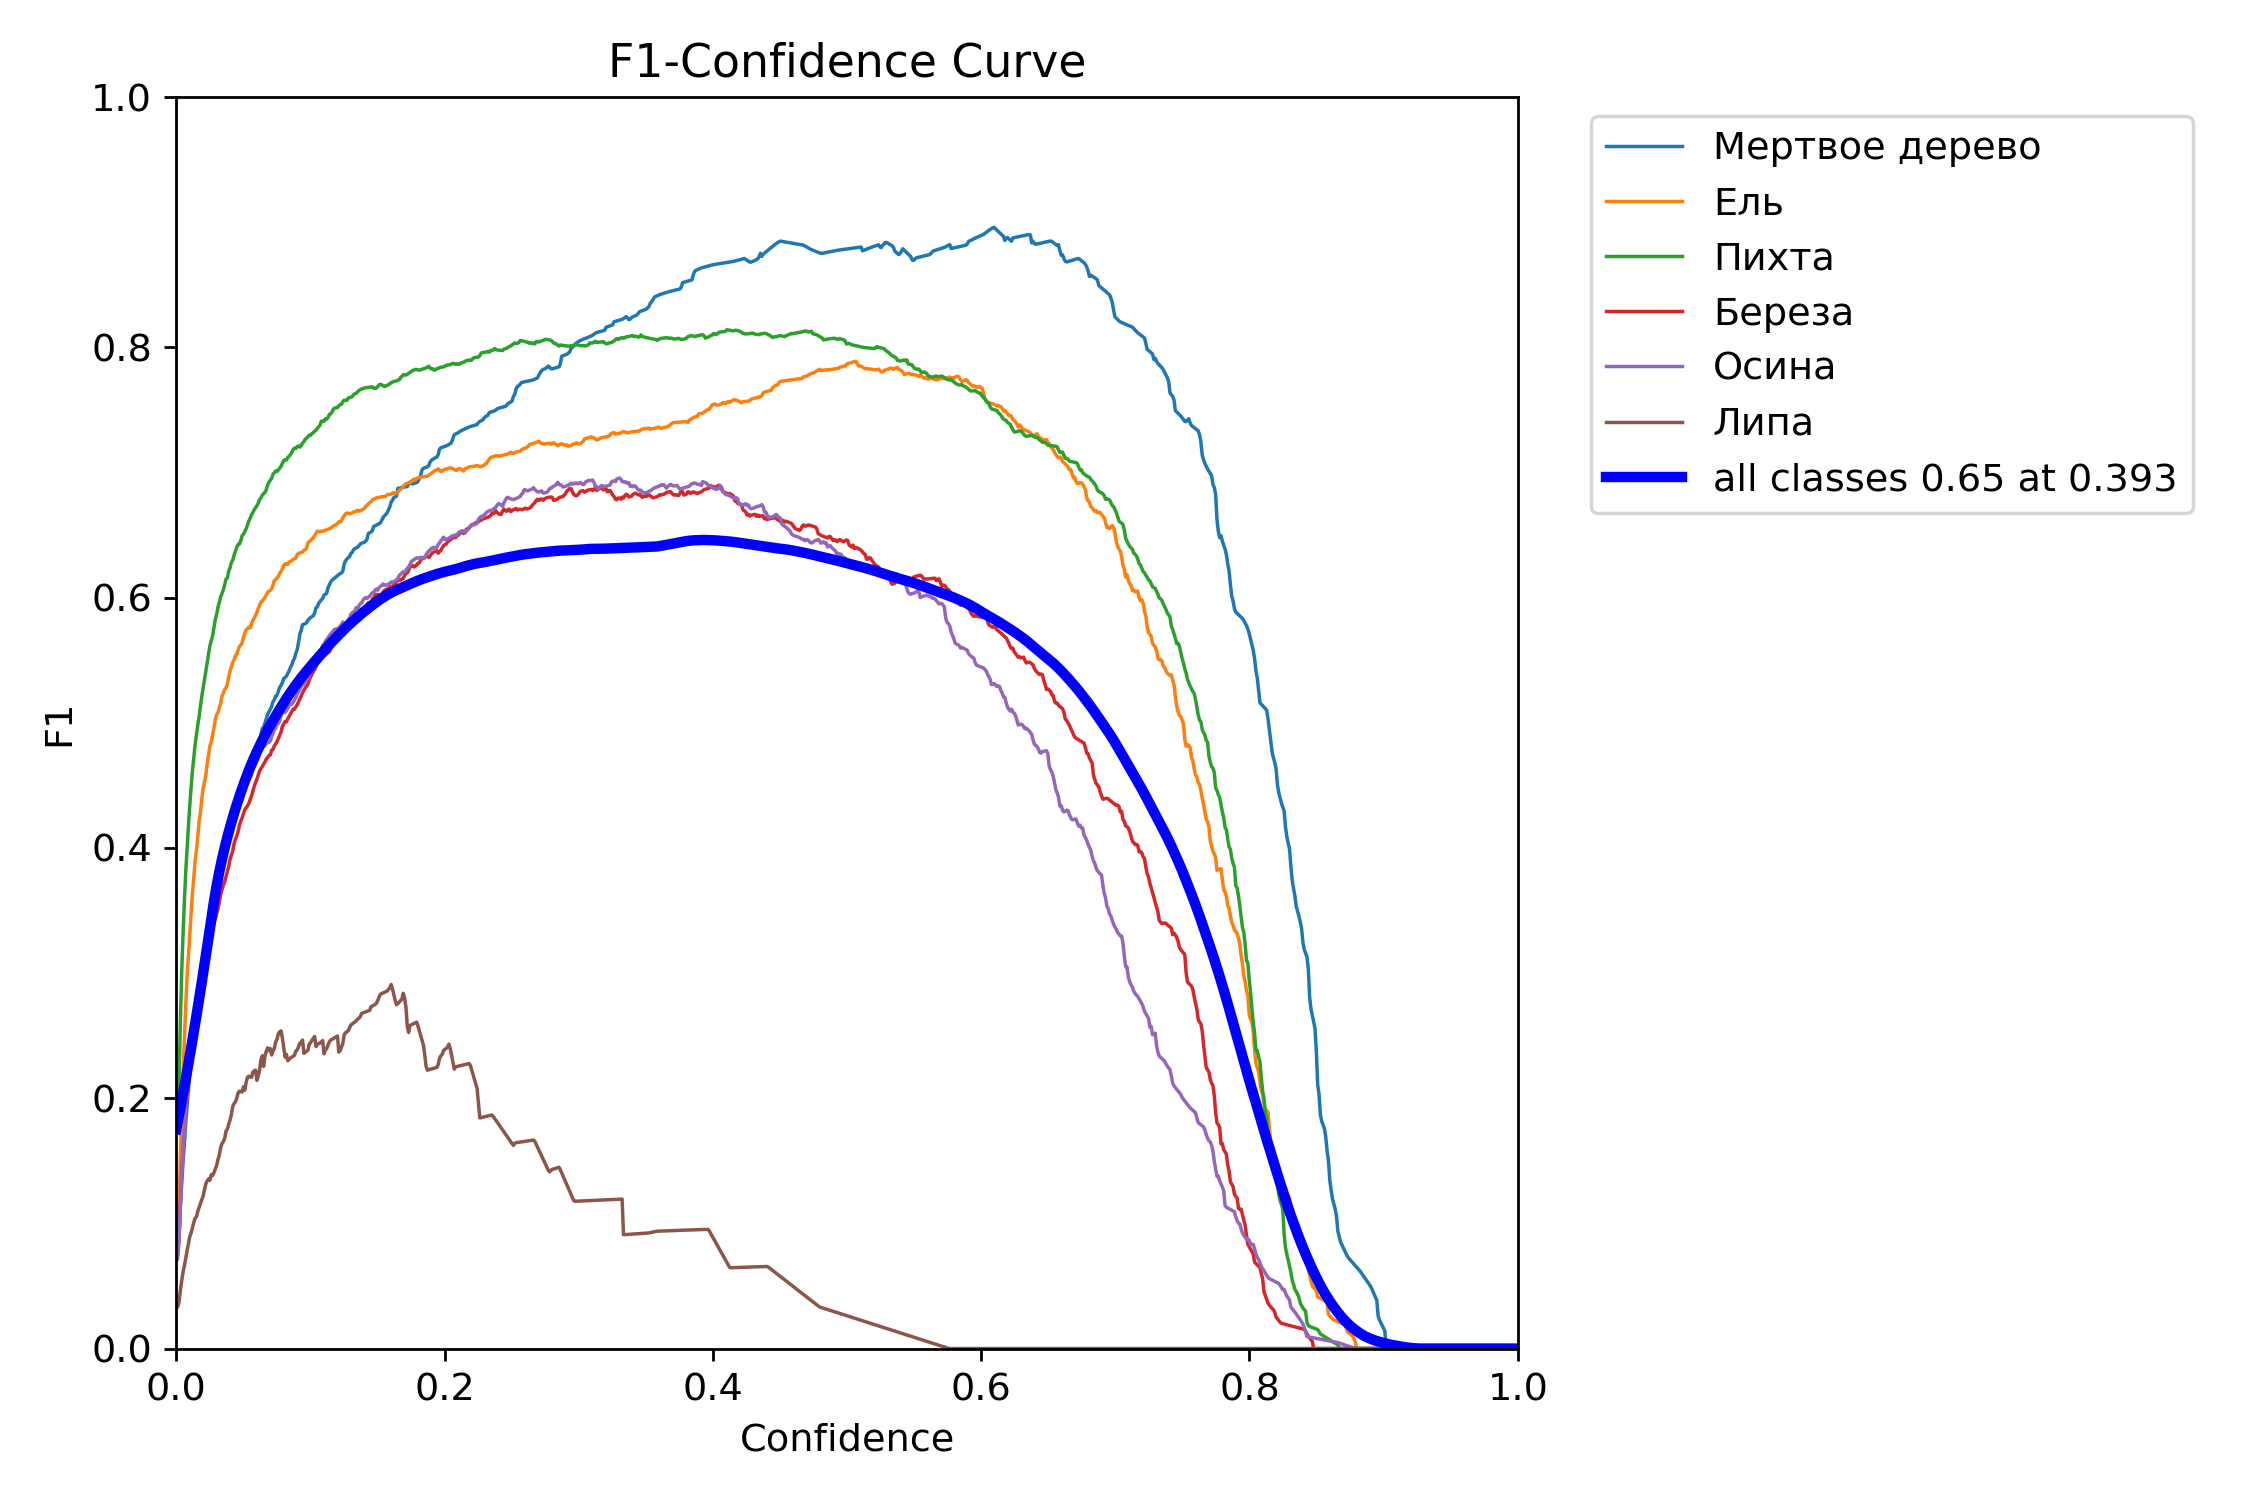 F1-Confidence Curve
1.0
0.8
0.6
0.4
0.2
0.0
F1
0.0 0.2 0.4 0.6 0.8 1.0
Confidence
Мертвое дерево
Ель
Пихта
Береза
Осина
Липа
all classes 0.65 at 0.393